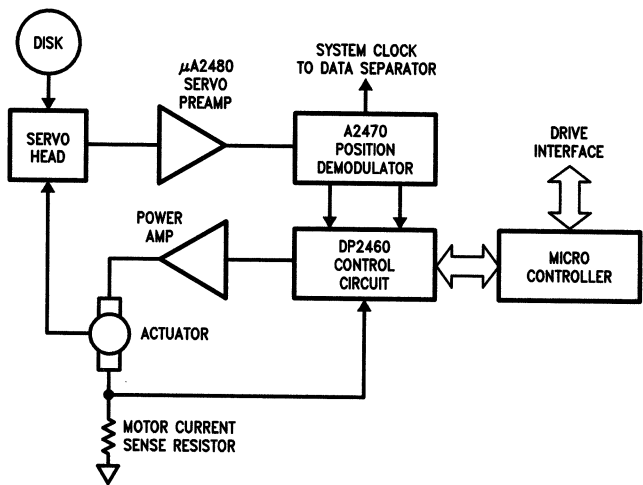 DISK
SYSTEM CLOCK
TO DATA SEPARATOR
μA2480
SERVO
PREAMP
SERVO
HEAD
A2470
POSITION
DEMODULATOR
DRIVE
INTERFACE
POWER
AMP
DP2460
CONTROL
CIRCUIT
MICRO
CONTROLLER
ACTUATOR
MOTOR CURRENT
SENSE RESISTOR